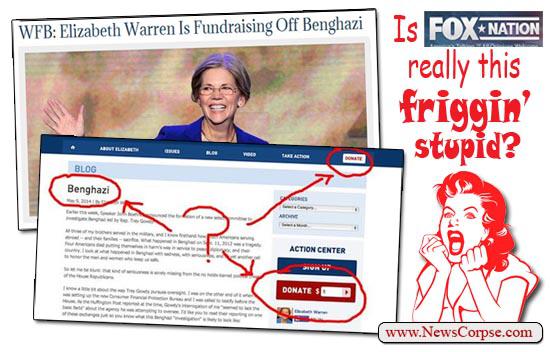 WFB: Elizabeth Warren Is Fundraising Off Benghazi
Is FOX NATION
really this
friggin'
stupid?
ABOUT ELIZABETH ISSUES BLOG VIDEO TAKE ACTION DONATE
BLOG
Benghazi
May 9, 2014 | By
Earlier this week, Speaker John Boehner announced the formation of a new select committee to
investigate Benghazi led by Rep. Trey Gowdy.
All three of my brothers served in the military, and I know firsthand how Americans serving
abroad -- and their families -- sacrifice. What happened in Benghazi on Sept. 11, 2012 was a tragedy.
Four Americans died putting themselves in harm's way in service to their
country. I look at what happened in Benghazi with sadness, with seriousness, and
to honor the men and women who keep us safe.
So let me be blunt: that kind of seriousness is sorely missing from the no holds barred
of the House Republicans.
I know a little bit about the way Trey Gowdy pursues oversight. I was on the other end of it when I
was setting up the new Consumer Financial Protection Bureau and I was called to testify before the
House. As the Huffington Post reported at the time, Gowdy's interrogation of me "seemed to lack the
basic facts" about the agency he was attempting to oversee. I'd like you to read their reporting on one
of these exchanges just so you know what this Benghazi "investigation" is likely to look like:
CATEGORIES
Select a Category...
ARCHIVE
Select a Month...
ACTION CENTER
SIGN UP
DONATE $
Elizabeth Warren
www.NewsCorpse.com